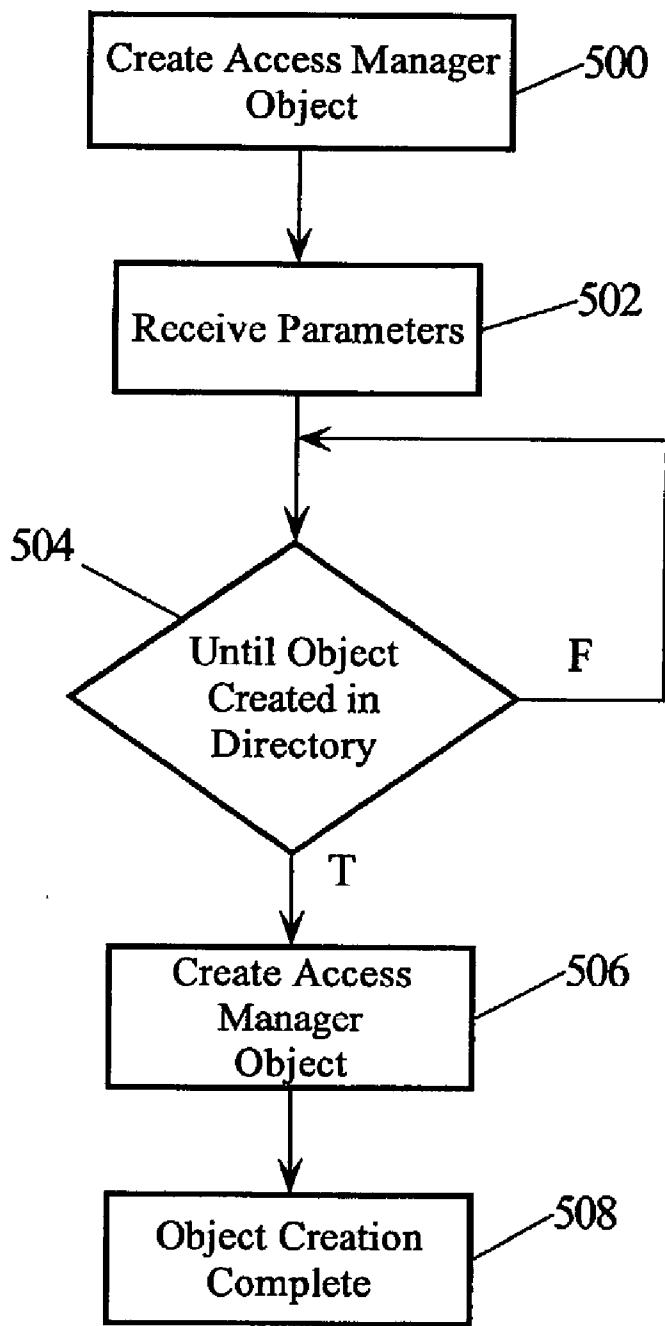 Create Access Manager
Object
500
Receive Parameters
502
504
Until Object
Created in
Directory
F
T
Create Access
Manager
Object
506
Object Creation
Complete
508